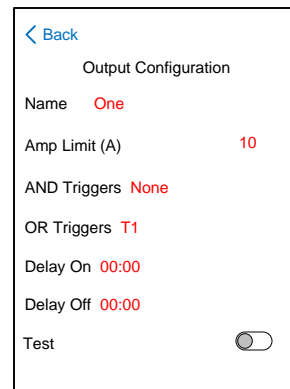 Back
Output Configuration
Name One
Amp Limit (A) 10
AND Triggers None
OR Triggers T1
Delay On 00:00
Delay Off 00:00
Test